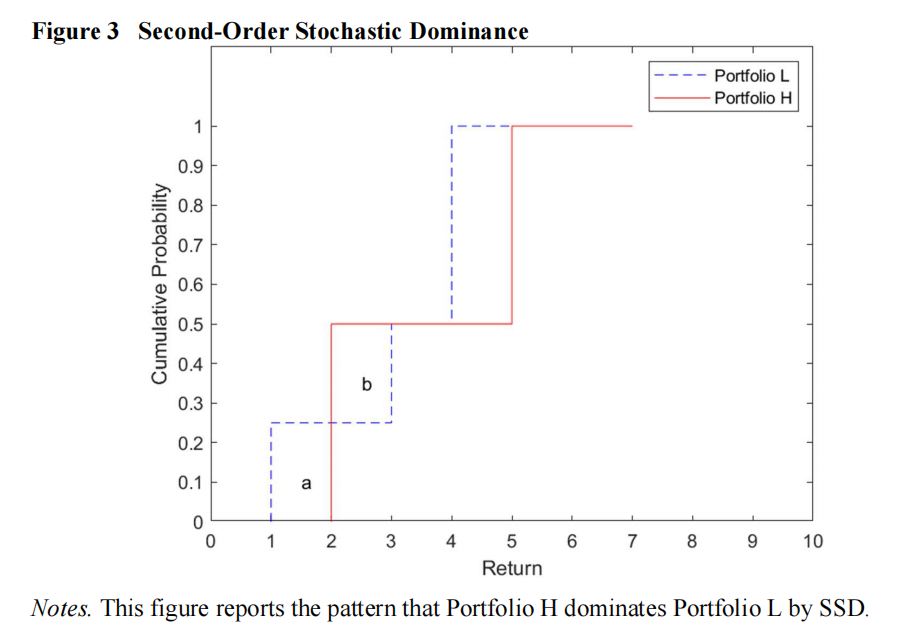 Figure 3 Second-Order Stochastic Dominance
Portfolio L
Portfolio H
Cumulative Probability
1
0.9
0.8
0.7
0.6
0.5
0.4
0.3
0.2
0.1
0
b
a
0 1 2 3 4 5 6 7 8 9 10
Return
Notes. This figure reports the pattern that Portfolio H dominates Portfolio L by SSD.